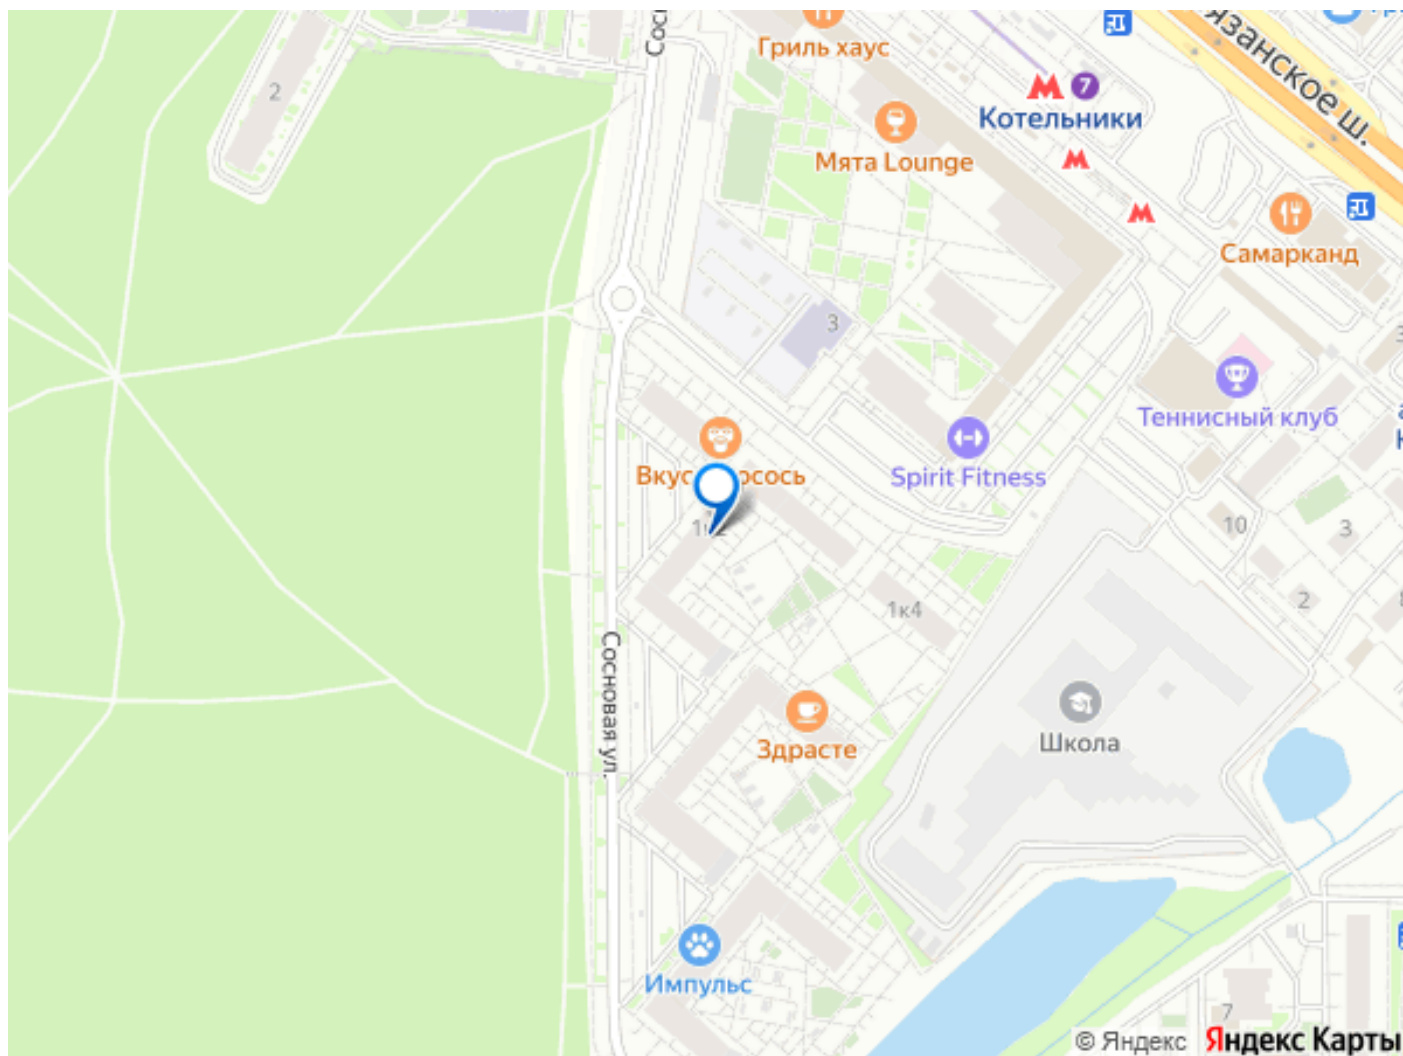 Гриль хаус
2
7
Котельники
Мята Lounge
Самарканд
3
Теннисный клуб
Spirit Fitness
10
3
2
1к4
Сосновая ул.
Школа
Здрасте
Импульс
7
© Яндекс Яндекс Карты